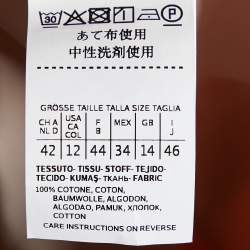 30 1 P
あて布使用
中性洗剤使用
GRÖSSE TAILLE TALLA SIZE TAGLIA
CH A NL D | USA CA COL | F B | MEX | GB | I J
42 12 44 34 14 46
TESSUTO-TISSU-STOFF-TEJIDO-
TECIDO-KUMAŞ-ТКАНЬ-FABRIC
100% COTONE, COTON,
BAUMWOLLE, ALGODON,
ALGODAO, PAMUK, ХЛОПОК,
COTTON
CARE INSTRUCTIONS ON REVERSE